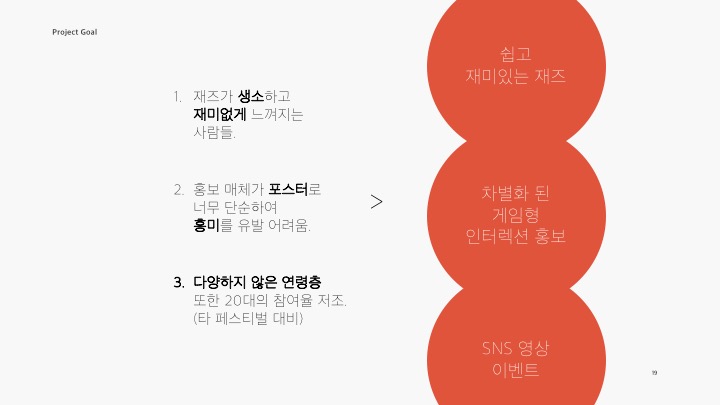 Project Goal
1. 재즈가 생소하고
재미없게 느껴지는
사람들.
2. 홍보 매체가 포스터로
너무 단순하여
흥미를 유발 어려움.
3. 다양하지 않은 연령층
또한 20대의 참여율 저조.
(타 페스티벌 대비)
>
쉽고
재미있는 재즈
차별화 된
게임형
인터렉션 홍보
SNS 영상
이벤트
19